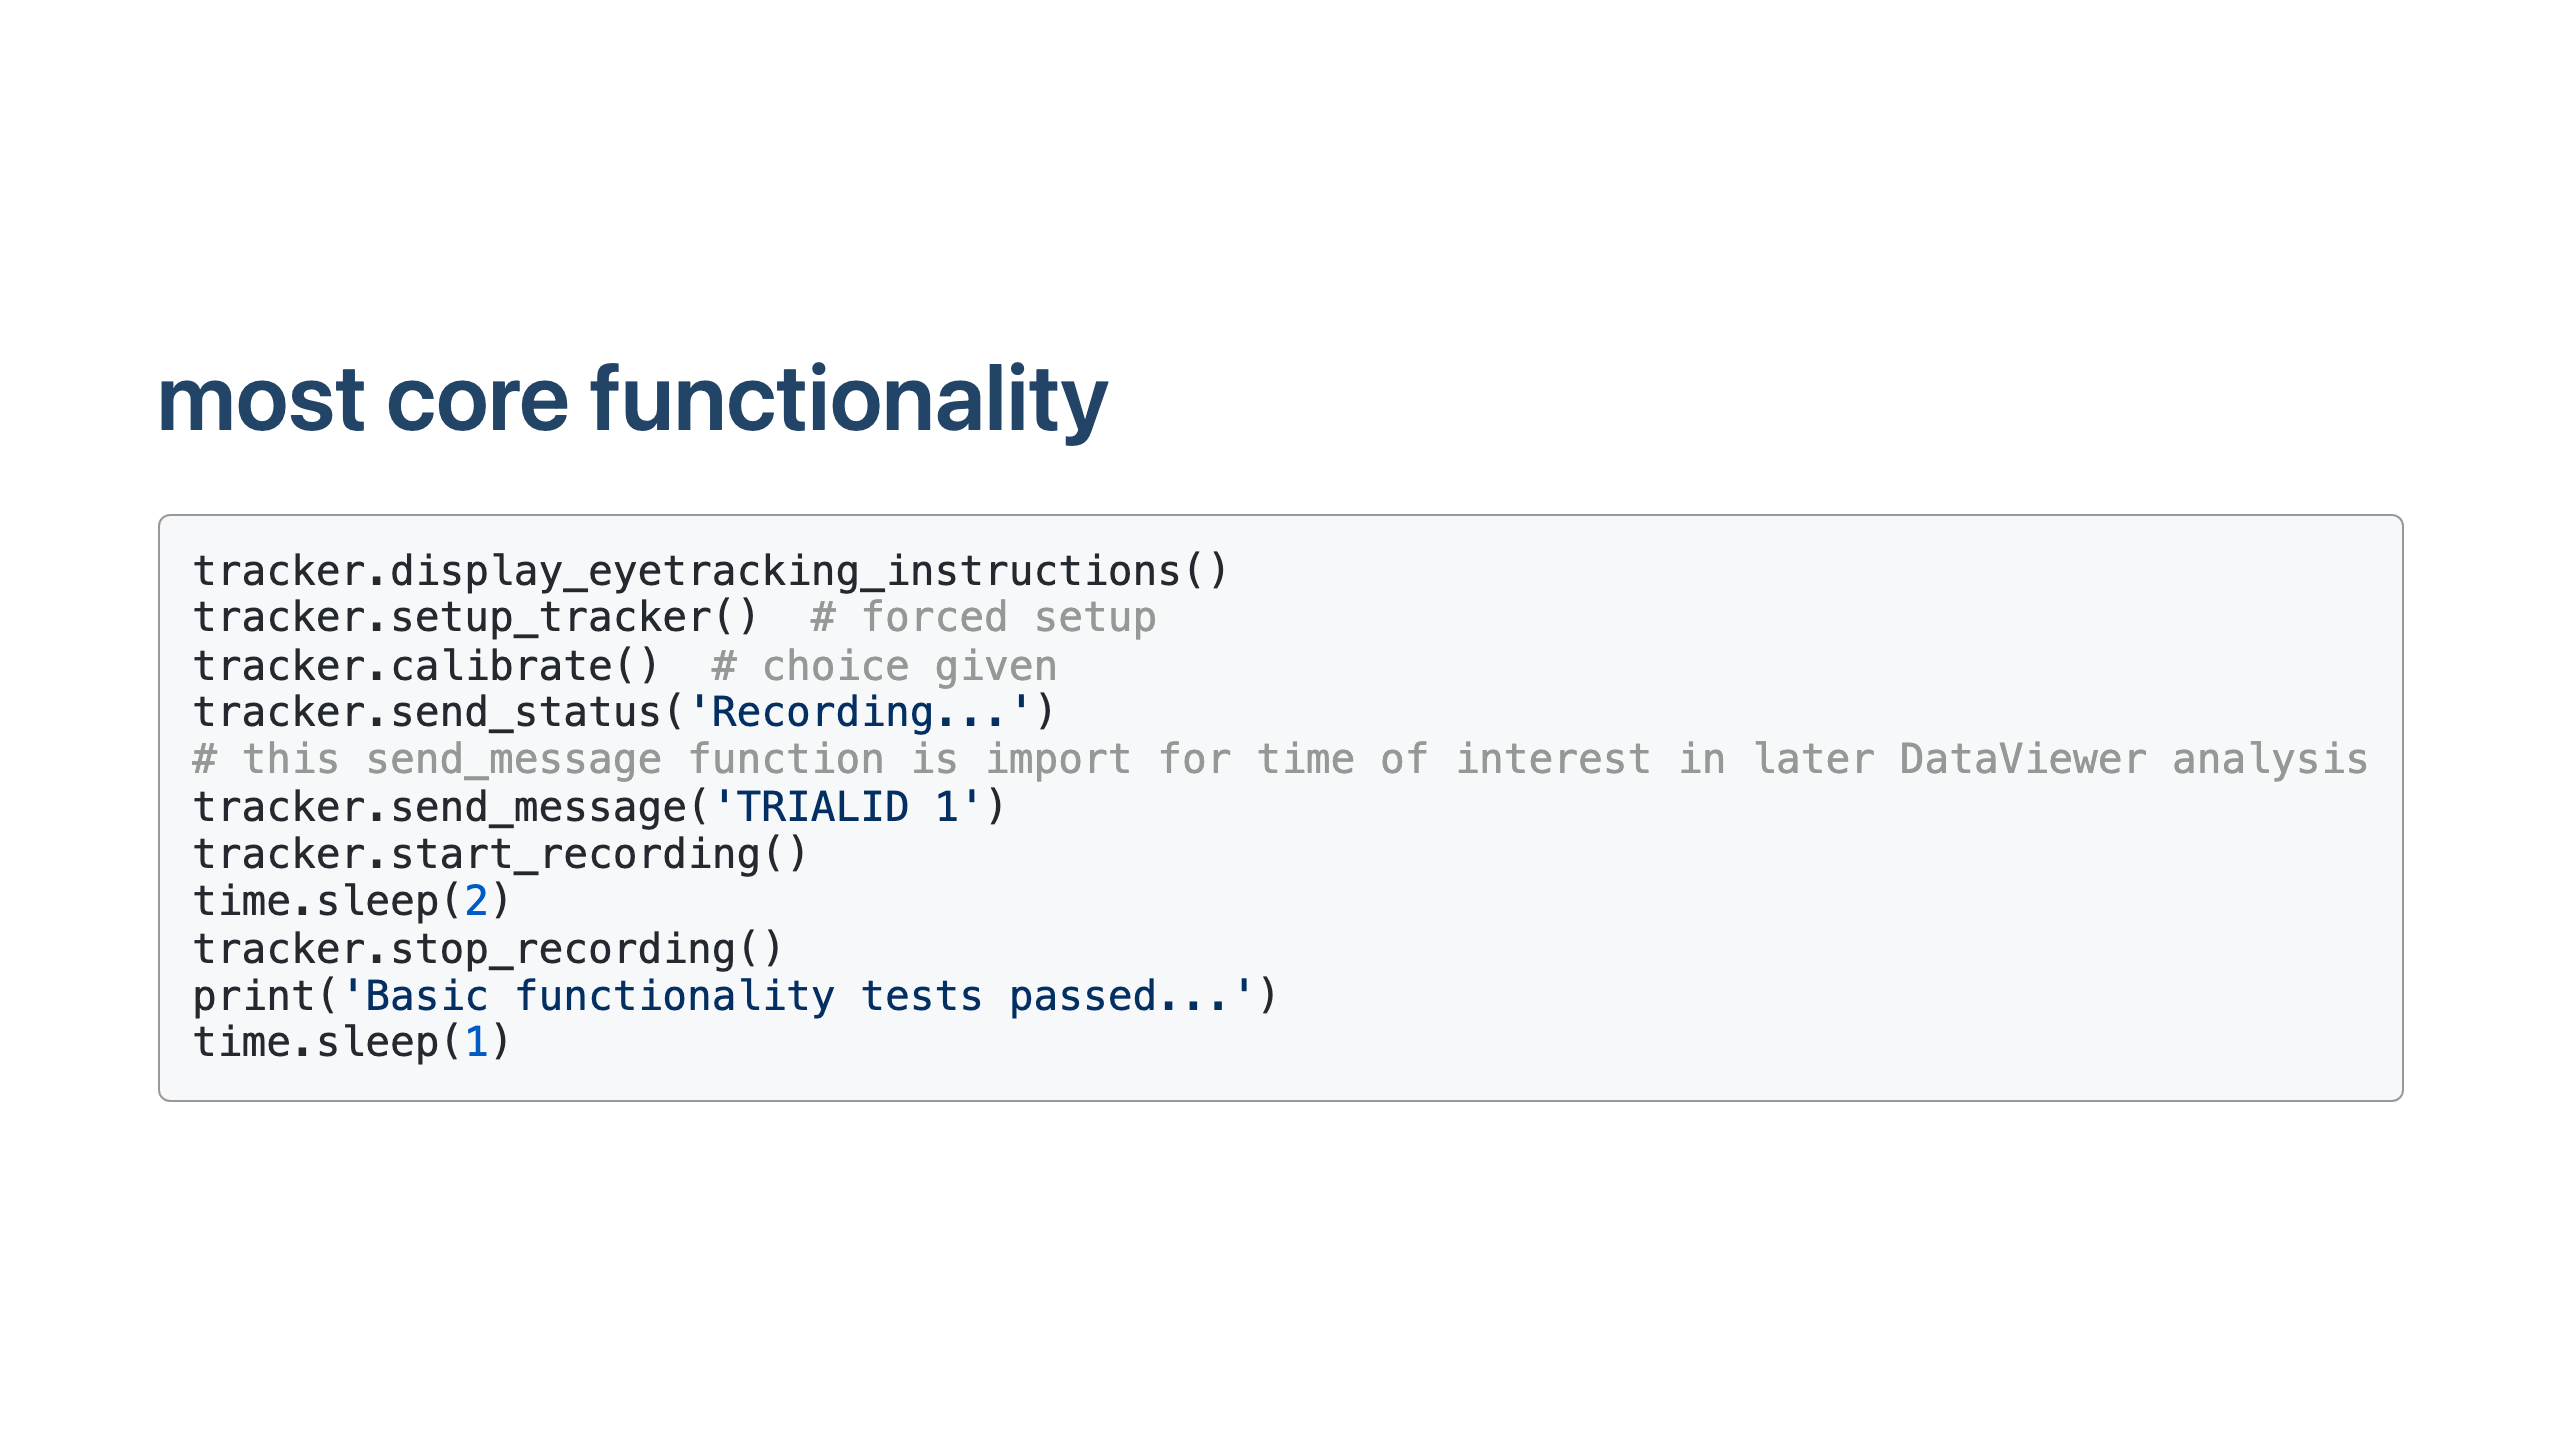 most core functionality
tracker.display_eyetracking_instructions()
tracker.setup_tracker()  # forced setup
tracker.calibrate()  # choice given
tracker.send_status('Recording...')
# this send_message function is import for time of interest in later DataViewer analysis
tracker.send_message('TRIALID 1')
tracker.start_recording()
time.sleep(2)
tracker.stop_recording()
print('Basic functionality tests passed...')
time.sleep(1)